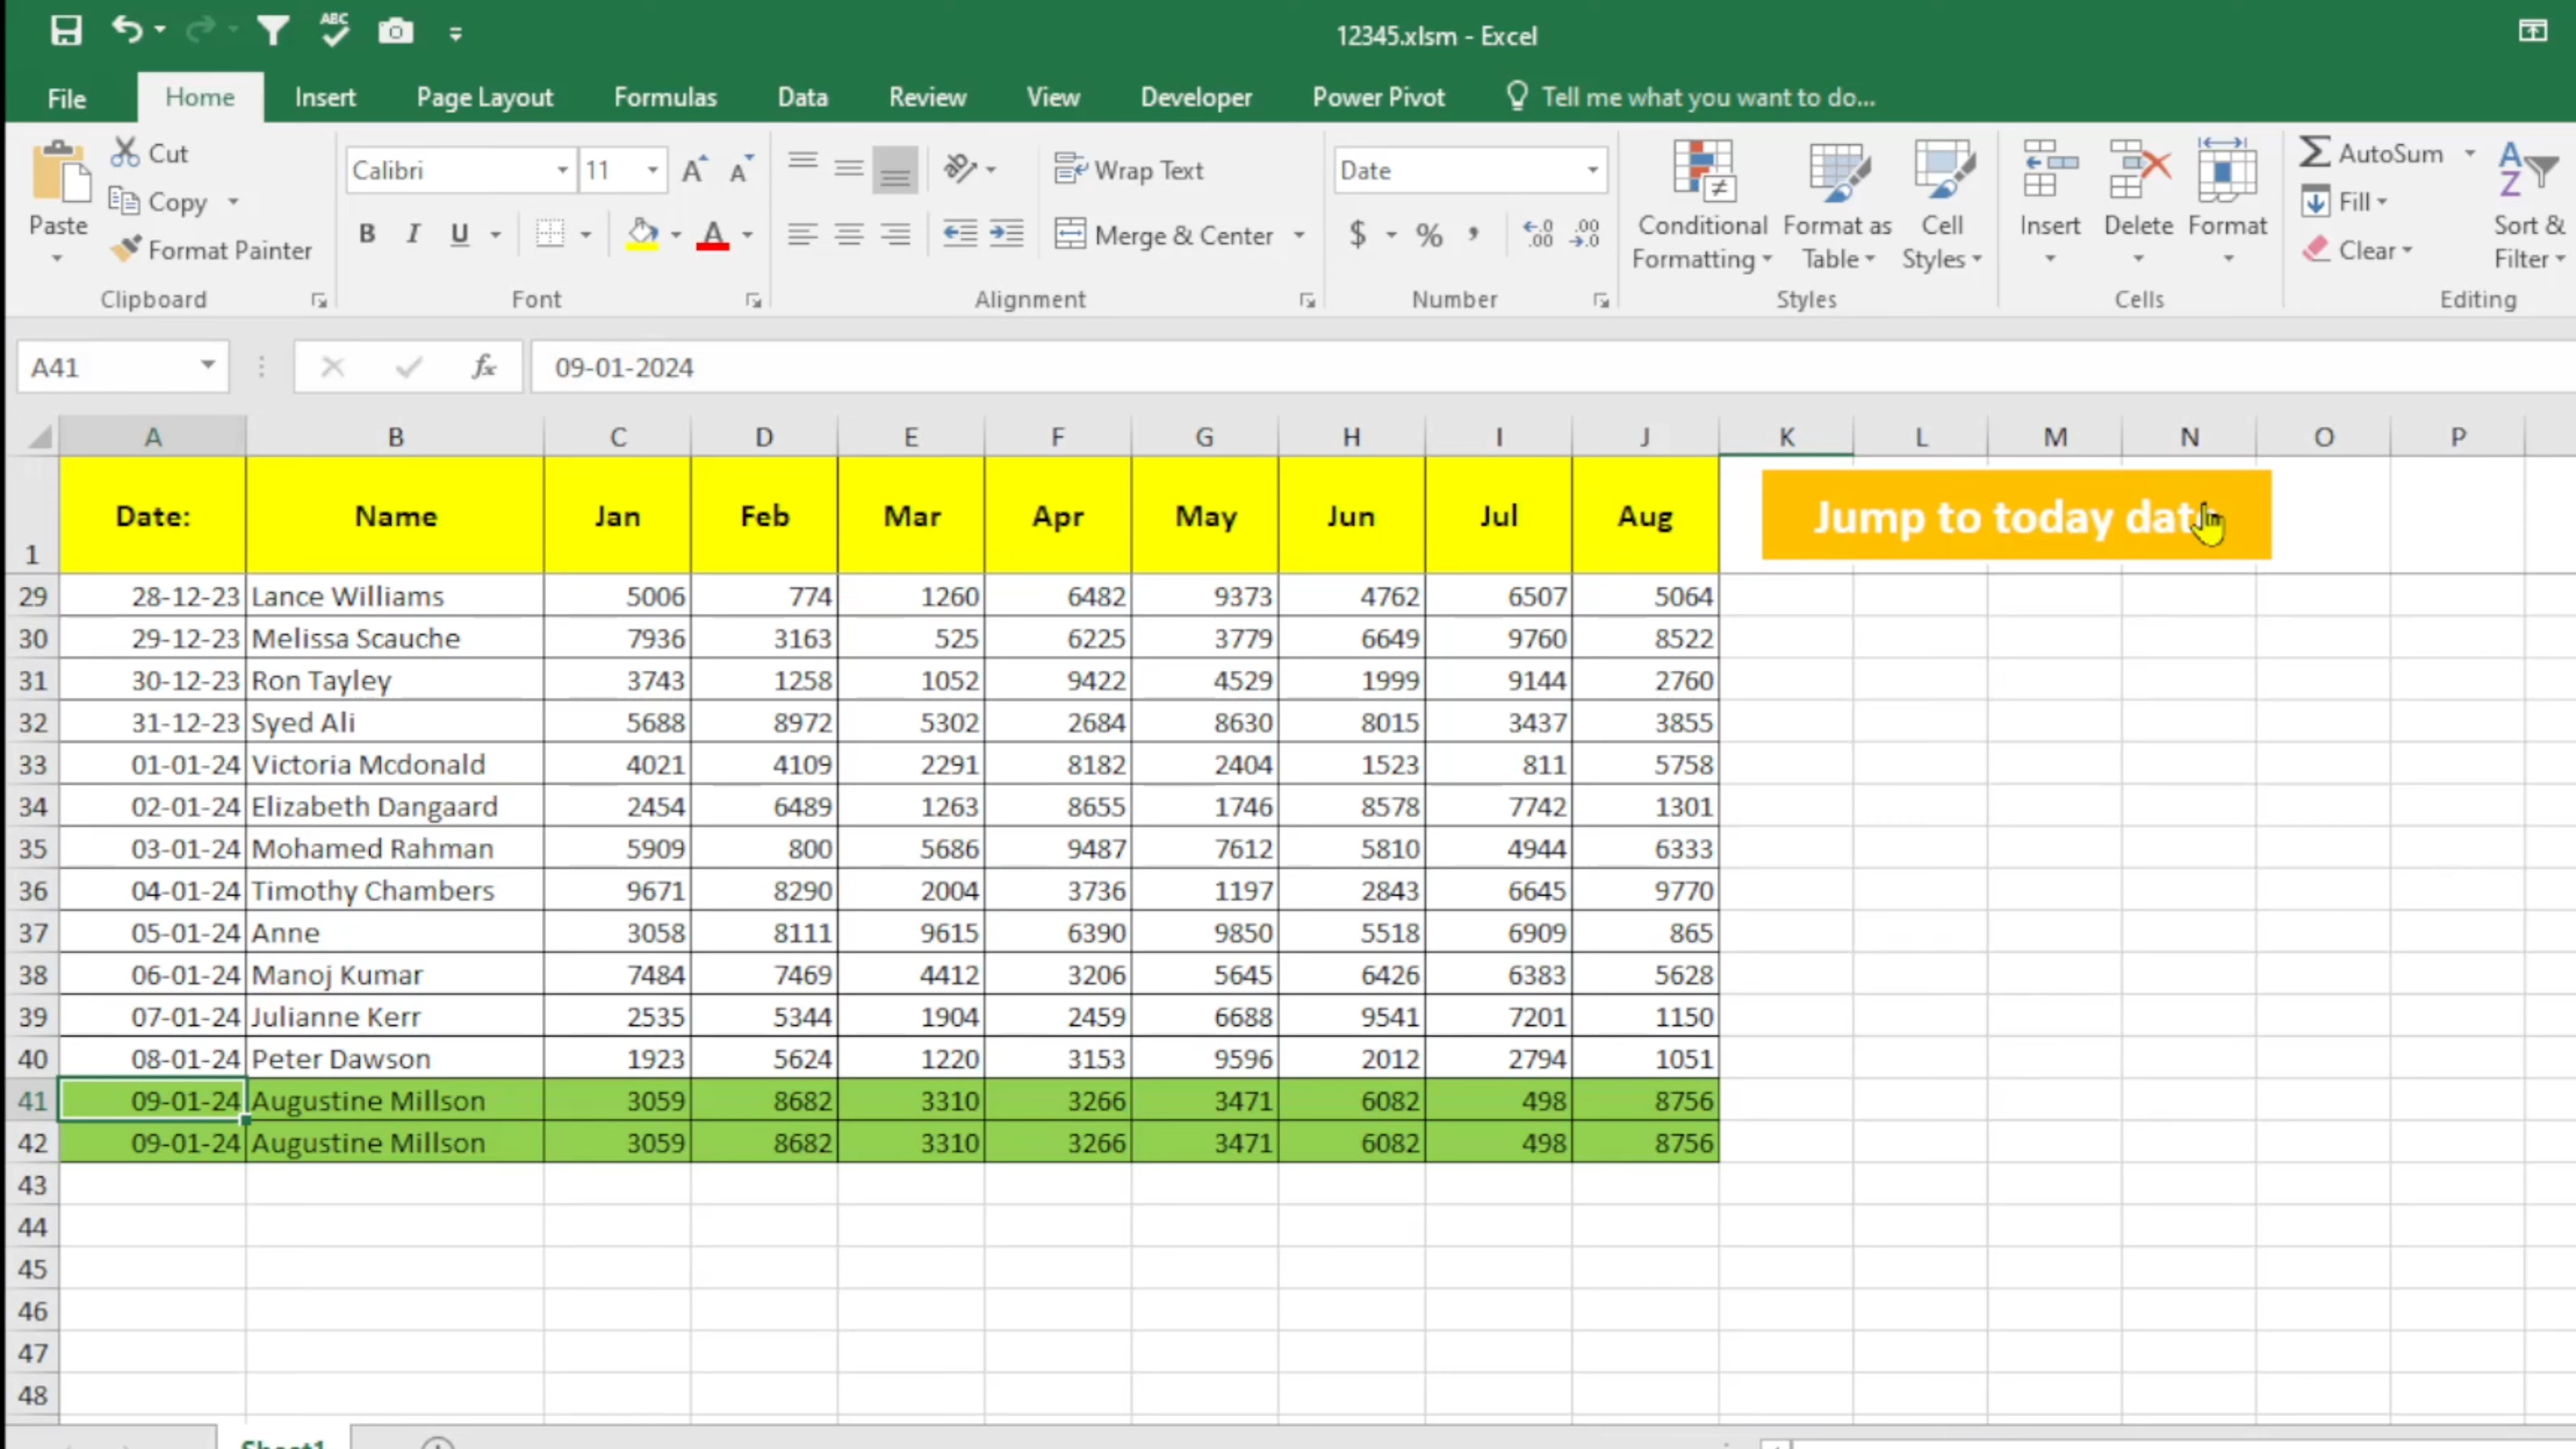 ABC
12345.xlsm - Excel
File Home Insert Page Layout Formulas Data Review View Developer Power Pivot Tell me what you want to do...
Paste
Cut
Copy
Format Painter
Clipboard
Calibri 11
B I U
Font
Wrap Text
Merge & Center
Alignment
Date
$ % ,
Number
Conditional Formatting
Format as Table
Cell Styles
Styles
Insert Delete Format
Cells
AutoSum
Fill
Clear
Sort & Filter
Editing
A41 fx 09-01-2024
A B C D E F G H I J K L M N O P
1 Date: Name Jan Feb Mar Apr May Jun Jul Aug Jump to today dat
29 28-12-23 Lance Williams 5006 774 1260 6482 9373 4762 6507 5064
30 29-12-23 Melissa Scauche 7936 3163 525 6225 3779 6649 9760 8522
31 30-12-23 Ron Tayley 3743 1258 1052 9422 4529 1999 9144 2760
32 31-12-23 Syed Ali 5688 8972 5302 2684 8630 8015 3437 3855
33 01-01-24 Victoria Mcdonald 4021 4109 2291 8182 2404 1523 811 5758
34 02-01-24 Elizabeth Dangaard 2454 6489 1263 8655 1746 8578 7742 1301
35 03-01-24 Mohamed Rahman 5909 800 5686 9487 7612 5810 4944 6333
36 04-01-24 Timothy Chambers 9671 8290 2004 3736 1197 2843 6645 9770
37 05-01-24 Anne 3058 8111 9615 6390 9850 5518 6909 865
38 06-01-24 Manoj Kumar 7484 7469 4412 3206 5645 6426 6383 5628
39 07-01-24 Julianne Kerr 2535 5344 1904 2459 6688 9541 7201 1150
40 08-01-24 Peter Dawson 1923 5624 1220 3153 9596 2012 2794 1051
41 09-01-24 Augustine Millson 3059 8682 3310 3266 3471 6082 498 8756
42 09-01-24 Augustine Millson 3059 8682 3310 3266 3471 6082 498 8756
43
44
45
46
47
48
Sheet1